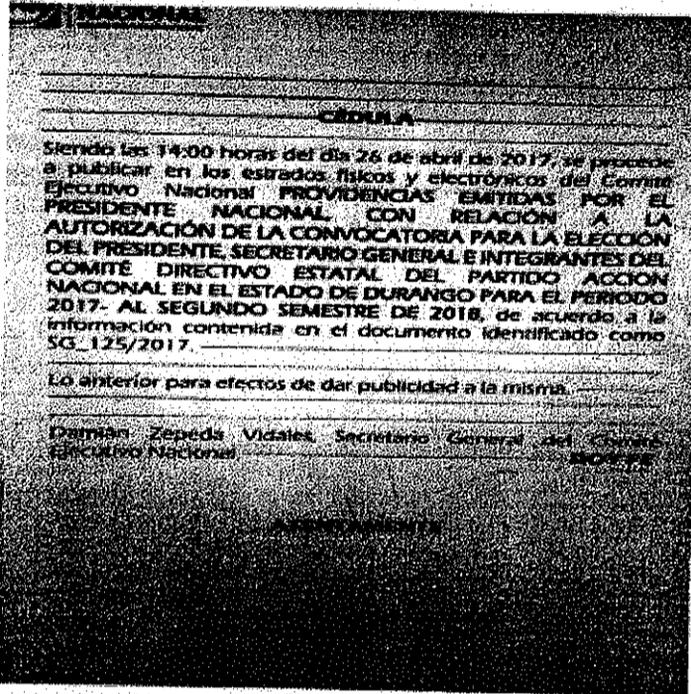 NACIONAL
CÉDULA
Siendo las 14:00 horas del día 26 de abril de 2017, se procede
a publicar en los estrados físicos y electrónicos del Comité
Ejecutivo Nacional PROVIDENCIAS EMITIDAS POR EL
PRESIDENTE NACIONAL CON RELACIÓN A LA
AUTORIZACIÓN DE LA CONVOCATORIA PARA LA ELECCIÓN
DEL PRESIDENTE, SECRETARIO GENERAL E INTEGRANTES DEL
COMITÉ DIRECTIVO ESTATAL DEL PARTIDO ACCIÓN
NACIONAL EN EL ESTADO DE DURANGO PARA EL PERIODO
2017- AL SEGUNDO SEMESTRE DE 2018, de acuerdo a la
información contenida en el documento identificado como
SG_125/2017.
Lo anterior para efectos de dar publicidad a la misma.
Damián Zepeda Vidales, Secretario General del Comité
Ejecutivo Nacional DOY FE
ATENTAMENTE